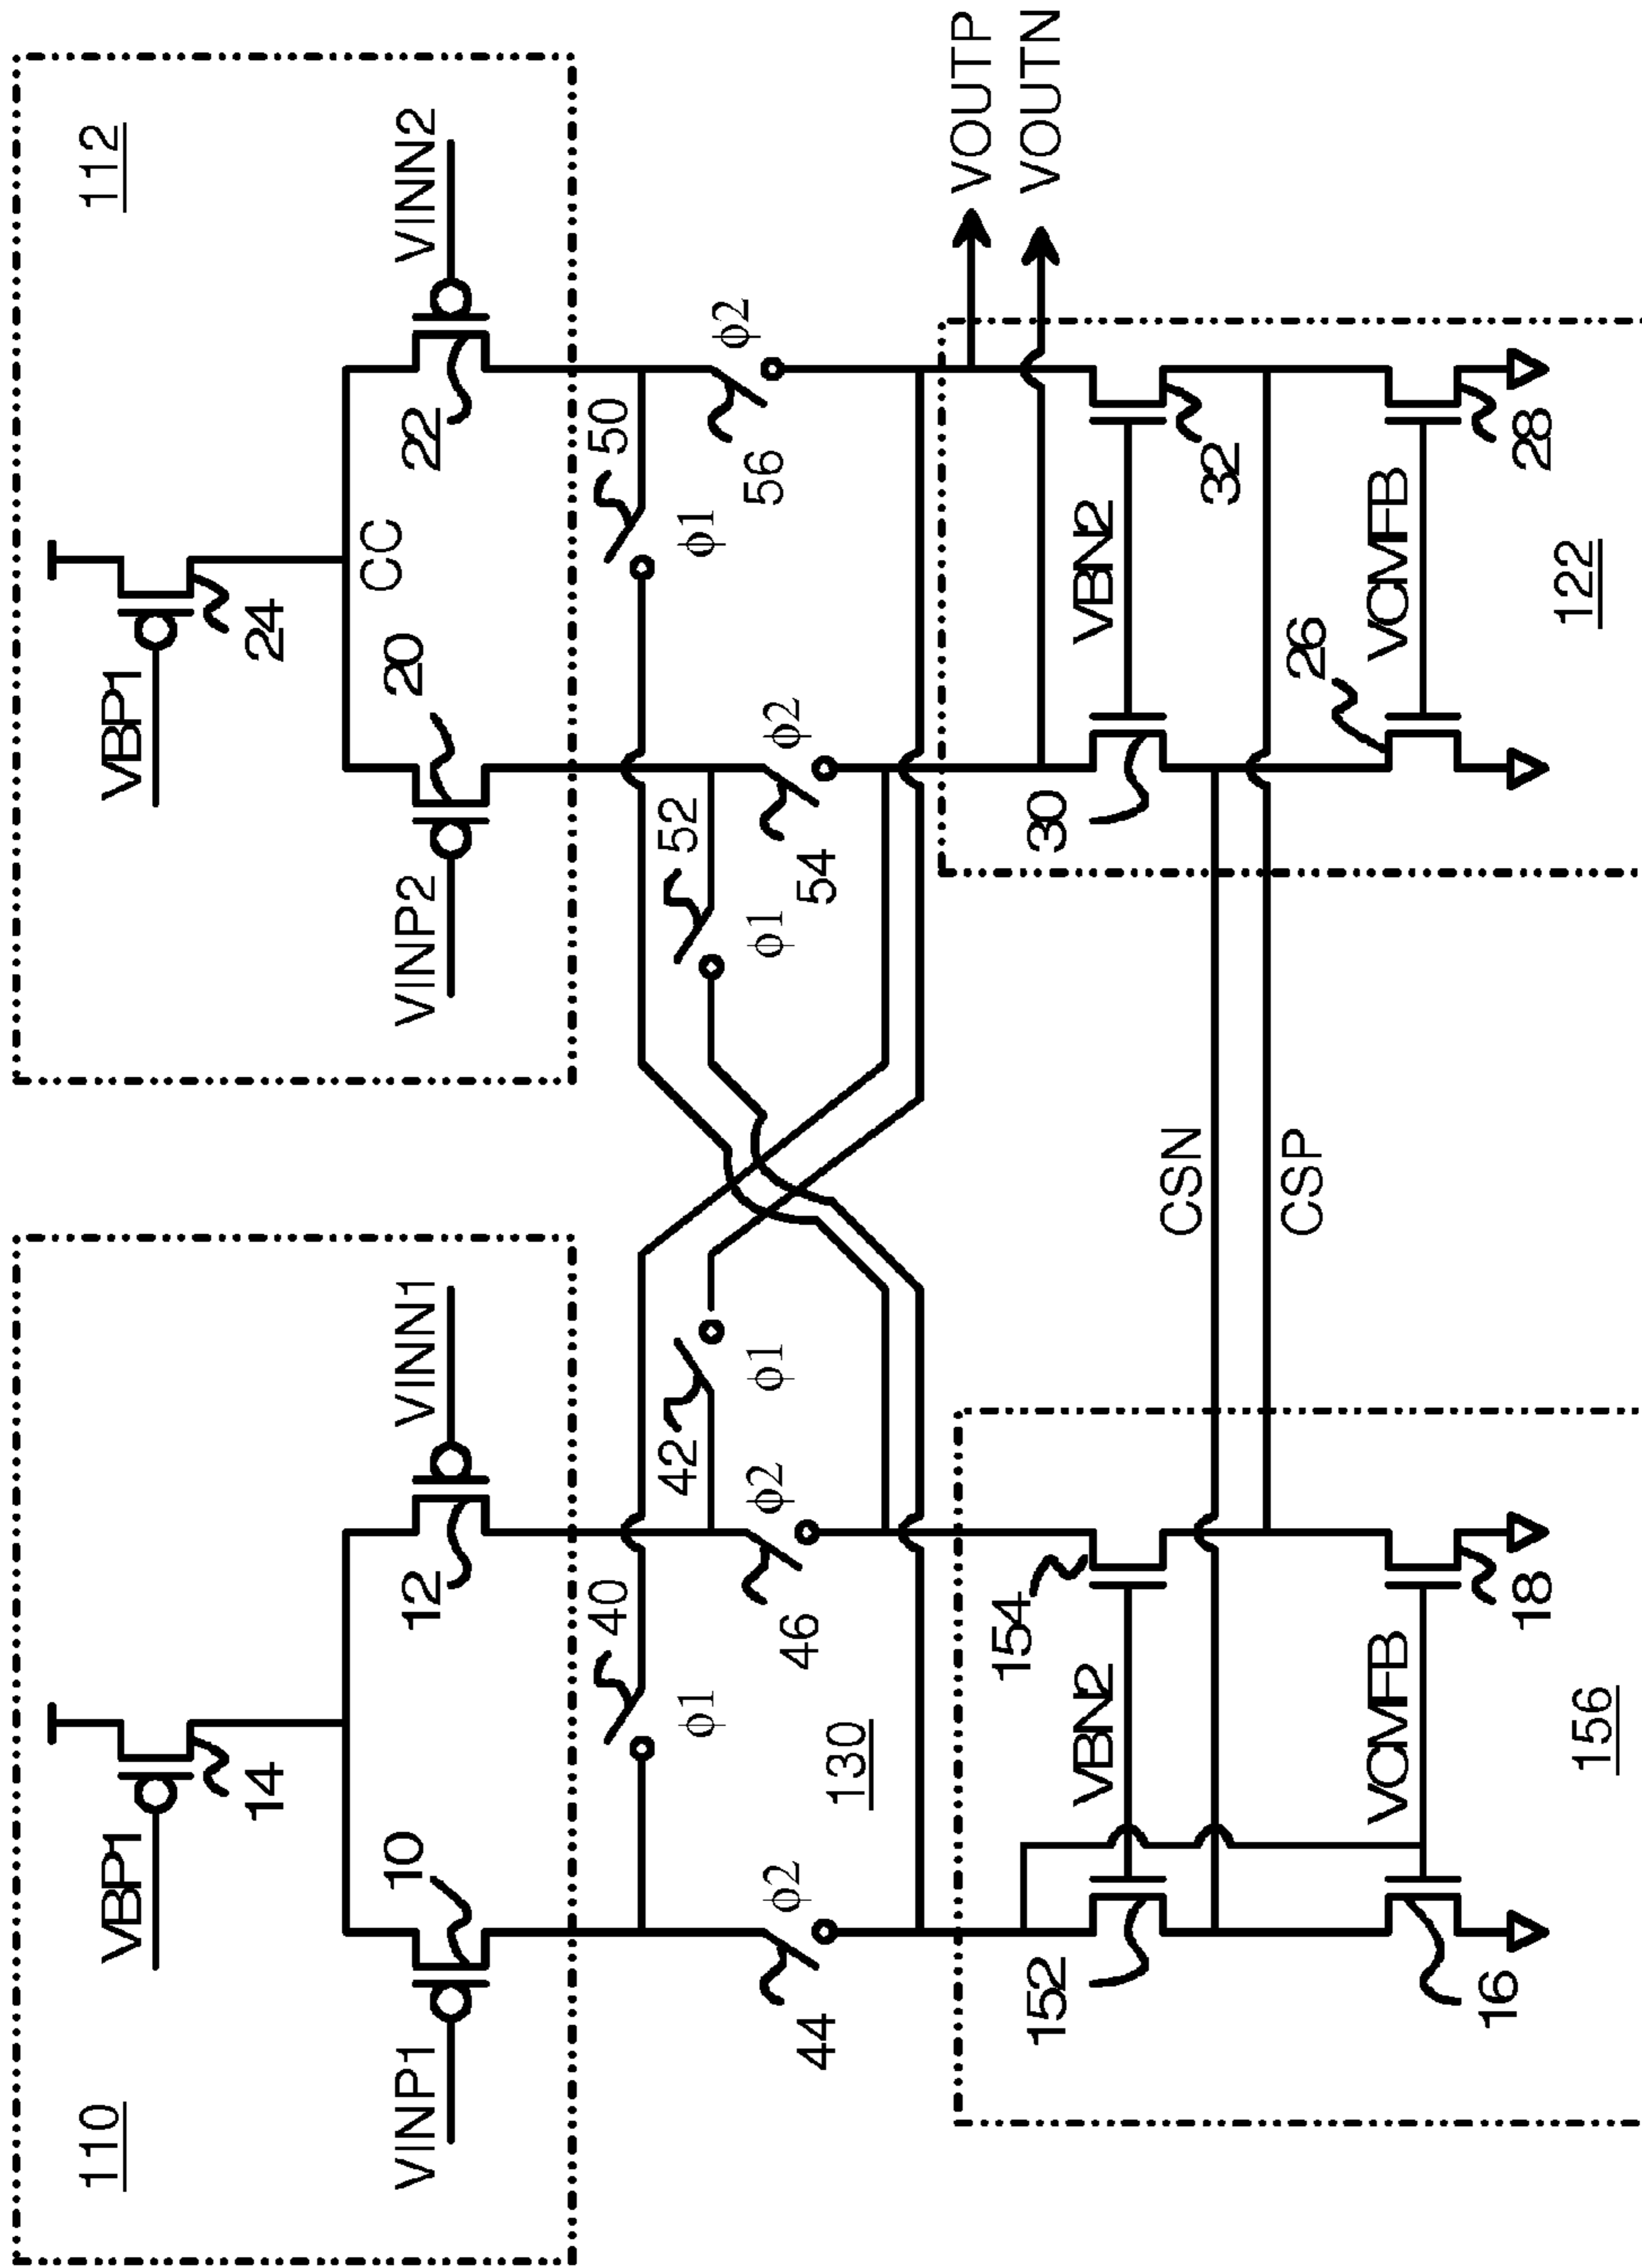 110
112
VBP1
14
VBP1
24
CC
10
12
20
22
VINP1
VINN1
VINP2
VINN2
40
φ1
42
φ1
44
φ2
46
φ2
130
50
φ1
52
φ1
54
φ2
56
φ2
VOUTP
VOUTN
152
VBN2
154
30
VBN2
32
CSN
CSP
16
VCMFB
18
26
VCMFB
28
156
122